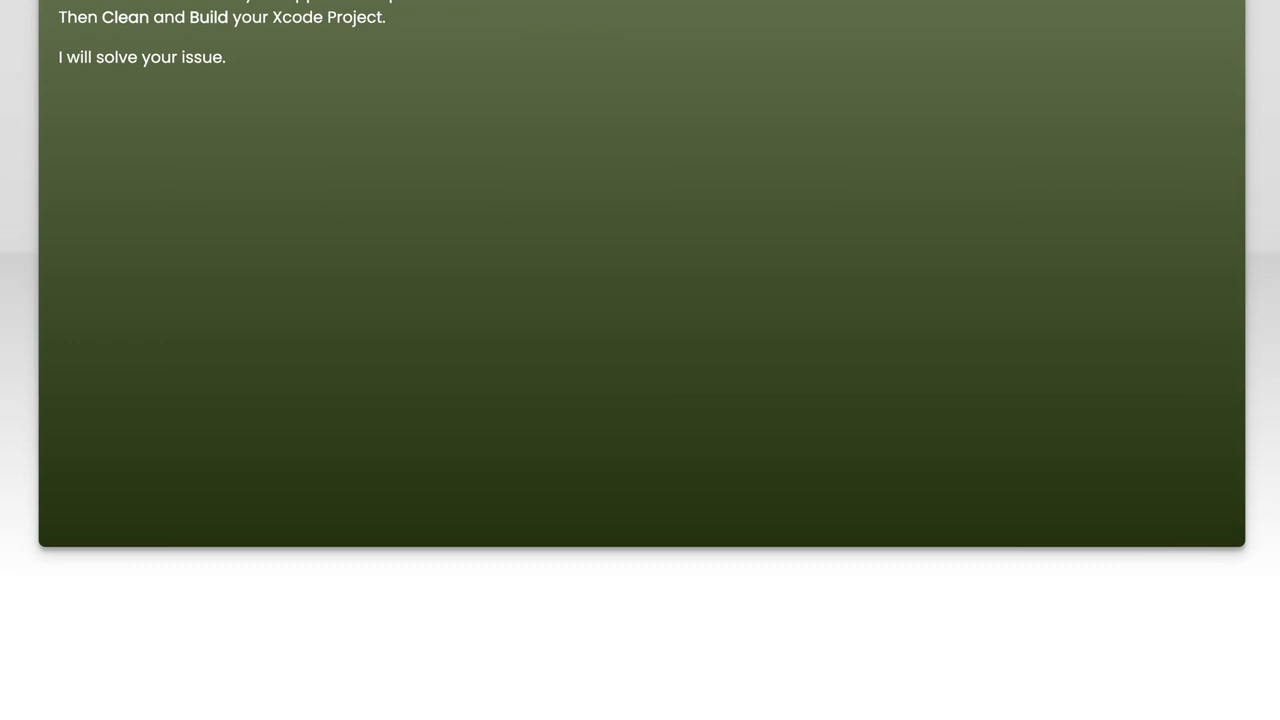 Then Clean and Build your Xcode Project.
I will solve your issue.